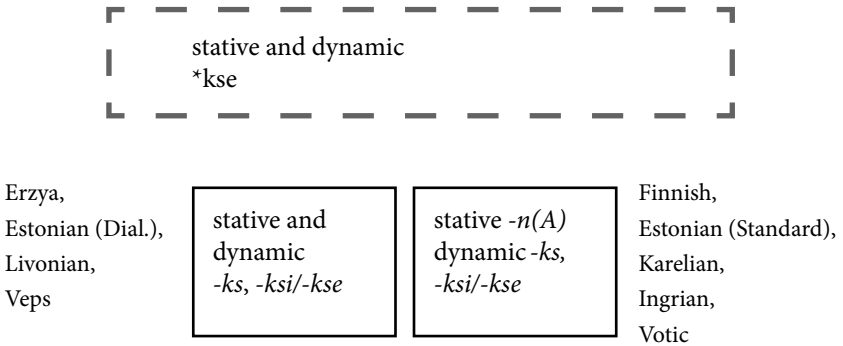 stative and dynamic
*kse
Erzya,
Estonian (Dial.),
Livonian,
Veps
stative and
dynamic
-ks, -ksi/-kse
stative -n(A)
dynamic -ks,
-ksi/-kse
Finnish,
Estonian (Standard),
Karelian,
Ingrian,
Votic